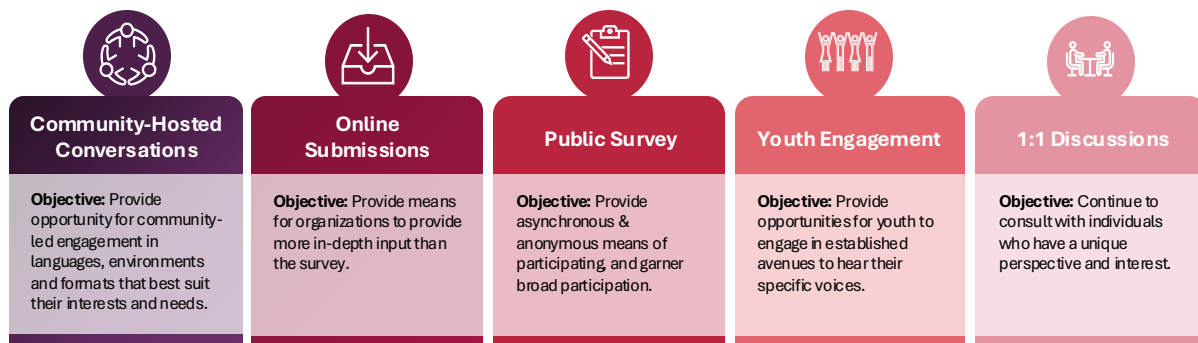 Community-Hosted
Conversations
Objective: Provide
opportunity for community-
led engagement in
languages, environments
and formats that best suit
their interests and needs.
Online
Submissions
Objective: Provide means
for organizations to provide
more in-depth input than
the survey.
Public Survey
Objective: Provide
asynchronous &
anonymous means of
participating, and garner
broad participation.
Youth Engagement
Objective: Provide
opportunities for youth to
engage in established
avenues to hear their
specific voices.
1:1 Discussions
Objective: Continue to
consult with individuals
who have a unique
perspective and interest.